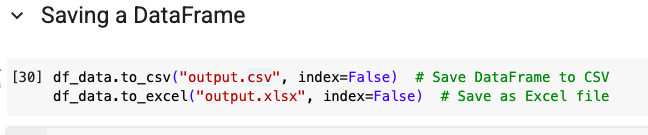 Saving a DataFrame
[30] df_data.to_csv("output.csv", index=False)  # Save DataFrame to CSV
df_data.to_excel("output.xlsx", index=False)  # Save as Excel file